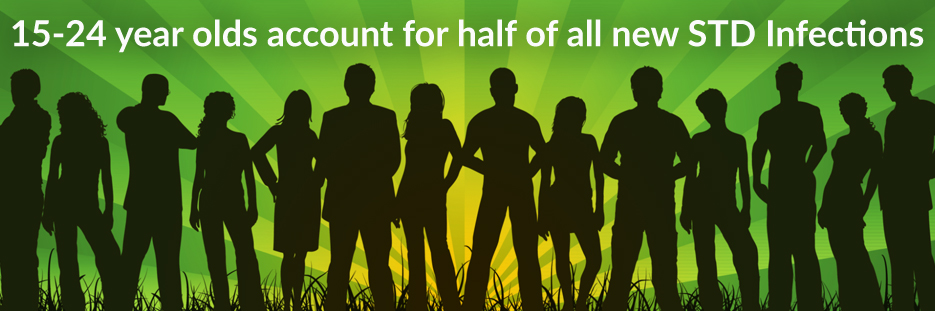 15-24 year olds account for half of all new STD Infections